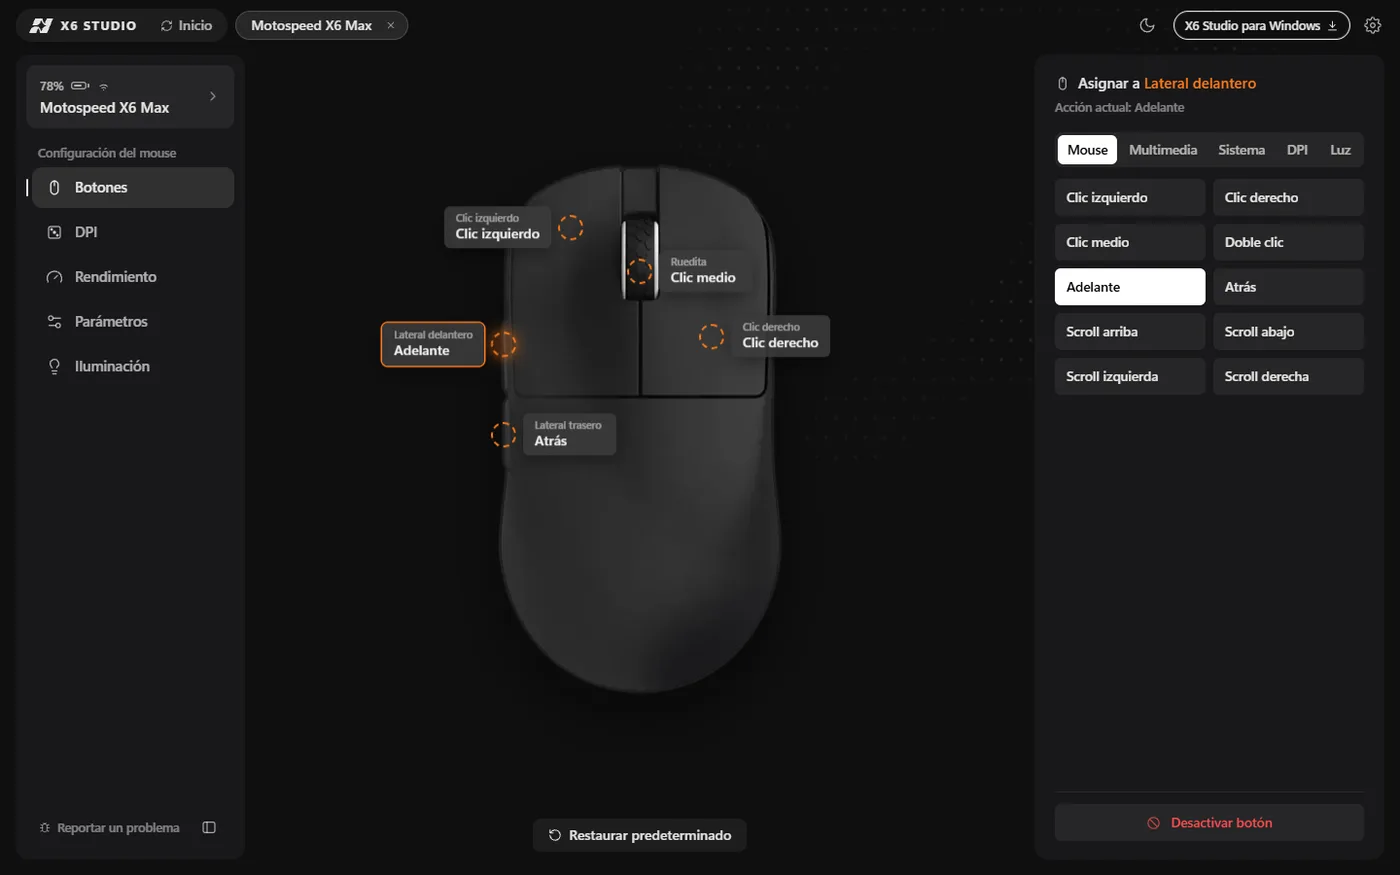 X6 STUDIO
Inicio
Motospeed X6 Max
X6 Studio para Windows
78%
Motospeed X6 Max
Configuración del mouse
Botones
DPI
Rendimiento
Parámetros
Iluminación
Reportar un problema
Clic izquierdo
Clic izquierdo
Ruedita
Clic medio
Lateral delantero
Adelante
Clic derecho
Clic derecho
Lateral trasero
Atrás
Restaurar predeterminado
Asignar a Lateral delantero
Acción actual: Adelante
Mouse Multimedia Sistema DPI Luz
Clic izquierdo Clic derecho
Clic medio Doble clic
Adelante Atrás
Scroll arriba Scroll abajo
Scroll izquierda Scroll derecha
Desactivar botón